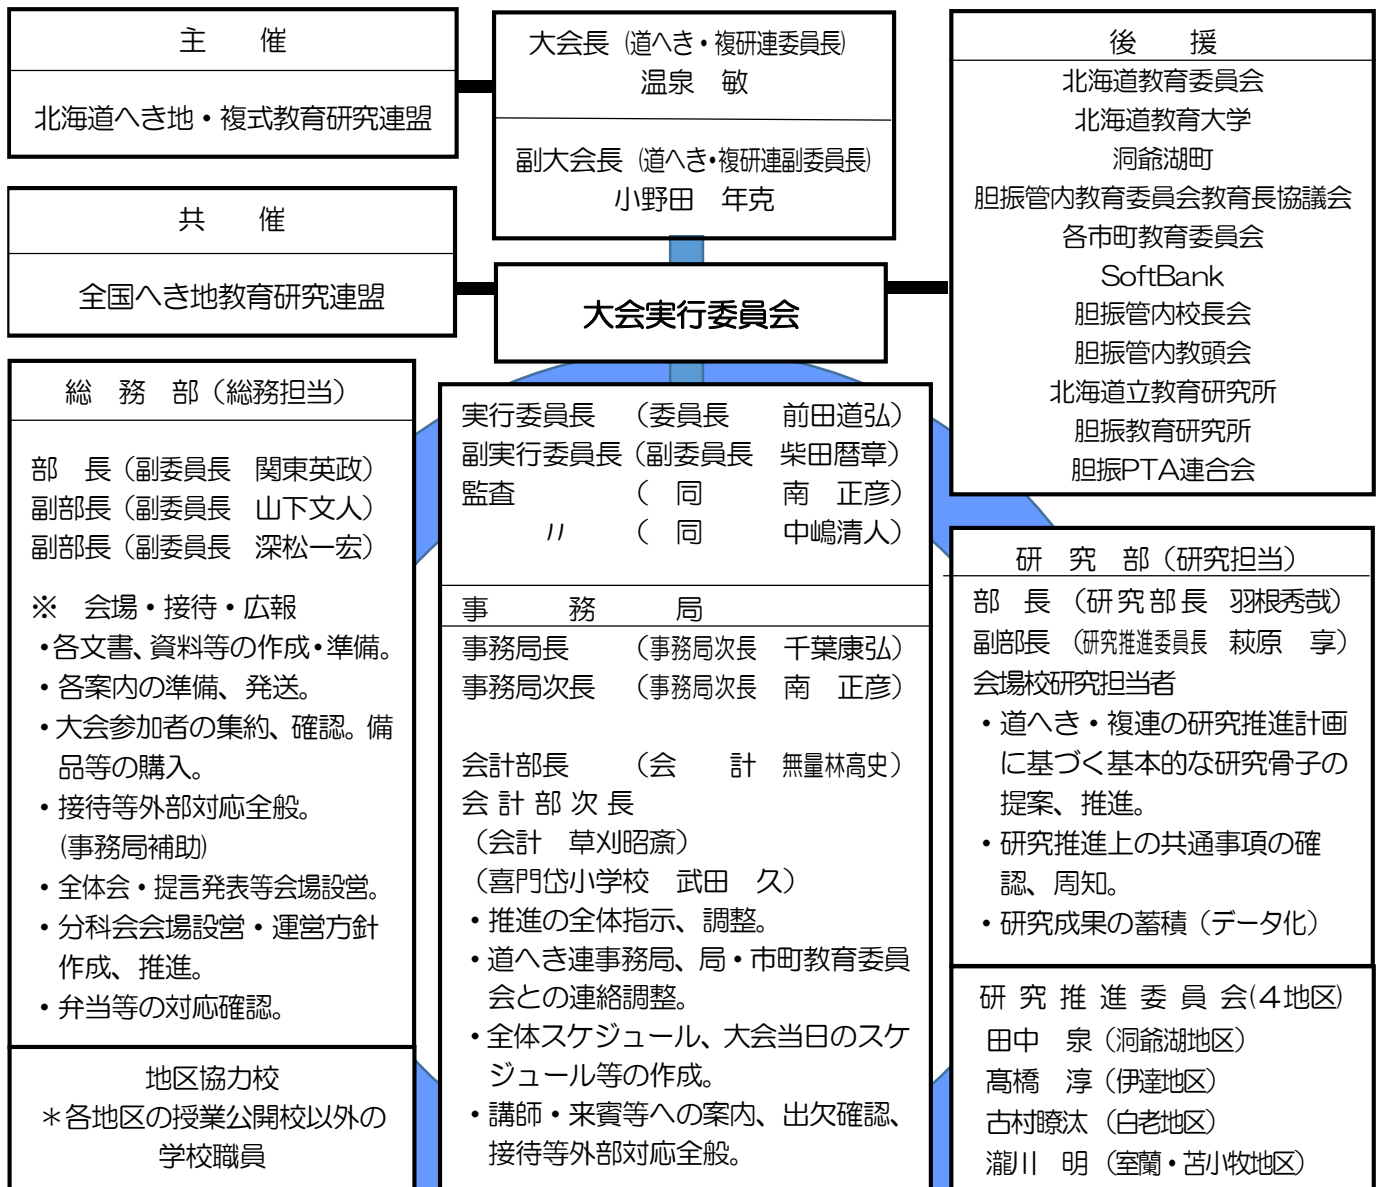 主　催
北海道へき地・複式教育研究連盟
共　催
全国へき地教育研究連盟
大会長（道へき・複研連委員長）
温泉　敏
副大会長（道へき・複研連副委員長）
小野田　年克
大会実行委員会
後　援
北海道教育委員会
北海道教育大学
洞爺湖町
胆振管内教育委員会教育長協議会
各市町教育委員会
SoftBank
胆振管内校長会
胆振管内教頭会
北海道立教育研究所
胆振教育研究所
胆振PTA連合会
総　務　部（総務担当）
部　長（副委員長　関東英政）
副部長（副委員長　山下文人）
副部長（副委員長　深松一宏）
※　会場・接待・広報
・各文書、資料等の作成・準備。
・各案内の準備、発送。
・大会参加者の集約、確認。備
品等の購入。
・接待等外部対応全般。
(事務局補助)
・全体会・提言発表等会場設営。
・分科会会場設営・運営方針
作成、推進。
・弁当等の対応確認。
地区協力校
＊各地区の授業公開校以外の
学校職員
実行委員長　（委員長　前田道弘）
副実行委員長（副委員長　柴田暦章）
監査　（　同　南　正彦）
〃　（　同　中嶋清人）
事　務　局
事務局長　（事務局次長　千葉康弘）
事務局次長　（事務局次長　南　正彦）
会計部長　（会　計　無量林高史）
会計部次長
（会計　草刈昭斎）
（喜門岱小学校　武田　久）
・推進の全体指示、調整。
・道へき連事務局、局・市町教育委員
会との連絡調整。
・全体スケジュール、大会当日のスケ
ジュール等の作成。
・講師・来賓等への案内、出欠確認、
接待等外部対応全般。
研　究　部（研究担当）
部　長　（研究部長　羽根秀哉）
副部長　（研究推進委員長　萩原　享）
会場校研究担当者
・道へき・複連の研究推進計画
に基づく基本的な研究骨子の
提案、推進。
・研究推進上の共通事項の確
認、周知。
・研究成果の蓄積（データ化）
研究推進委員会(４地区)
田中　泉（洞爺湖地区）
髙橋　淳（伊達地区）
古村瞭汰（白老地区）
瀧川　明（室蘭・苫小牧地区）